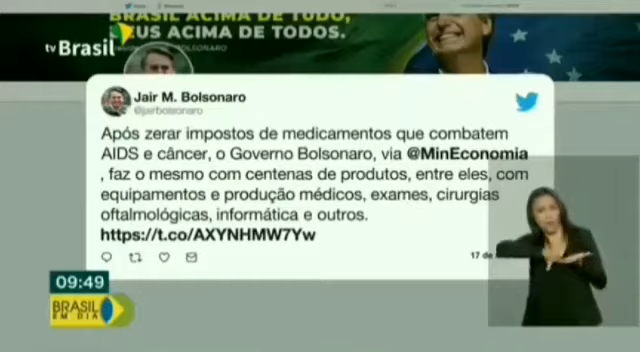 BRASIL ACIMA DE TUDO,
DEUS ACIMA DE TODOS.
BOLSONARO
tv Brasil
Jair M. Bolsonaro
@jairbolsonaro
Após zerar impostos de medicamentos que combatem
AIDS e câncer, o Governo Bolsonaro, via @MinEconomia
, faz o mesmo com centenas de produtos, entre eles, com
equipamentos e produção médicos, exames, cirurgias
oftalmológicas, informática e outros.
https://t.co/AXYNHMW7Yw
17 de
09:49
BRASIL
EM DIA